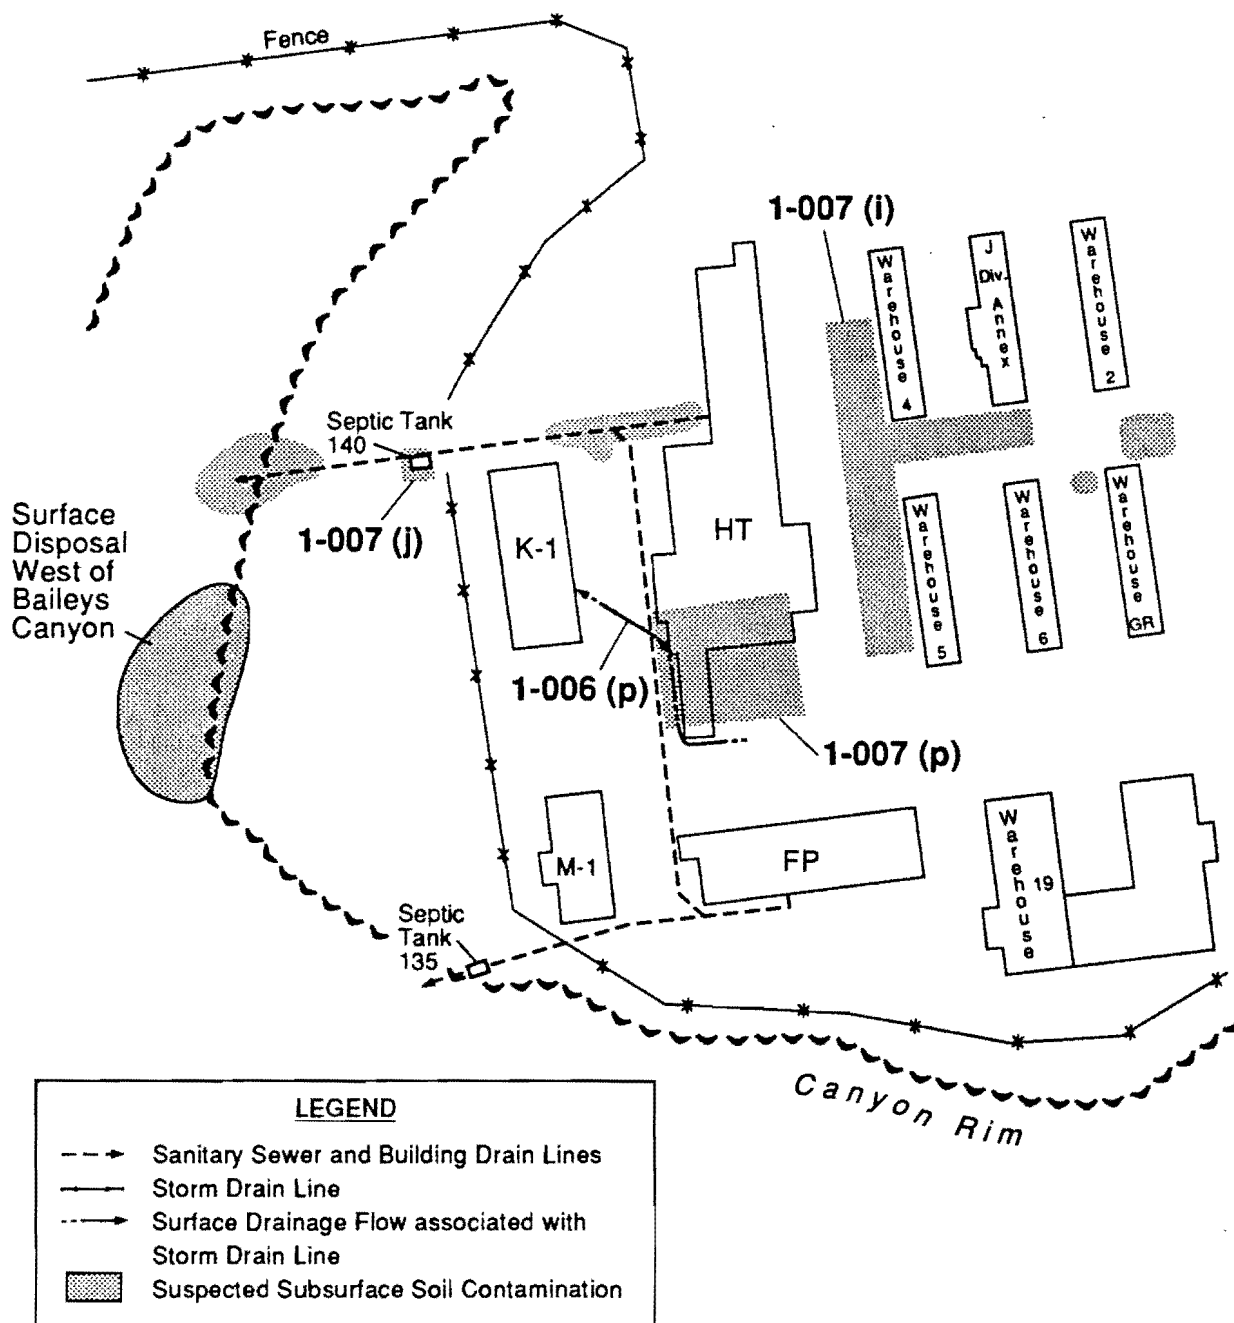 Fence
1-007 (i)
Warehouse
4
J
Div.
Annex
Warehouse
2
Septic Tank
140
1-007 (j)
Surface
Disposal
West of
Baileys
Canyon
K-1
HT
Warehouse
5
Warehouse
6
Warehouse
GR
1-006 (p)
1-007 (p)
M-1
FP
Warehouse
19
Septic
Tank
135
Canyon Rim
LEGEND
Sanitary Sewer and Building Drain Lines
Storm Drain Line
Surface Drainage Flow associated with
Storm Drain Line
Suspected Subsurface Soil Contamination